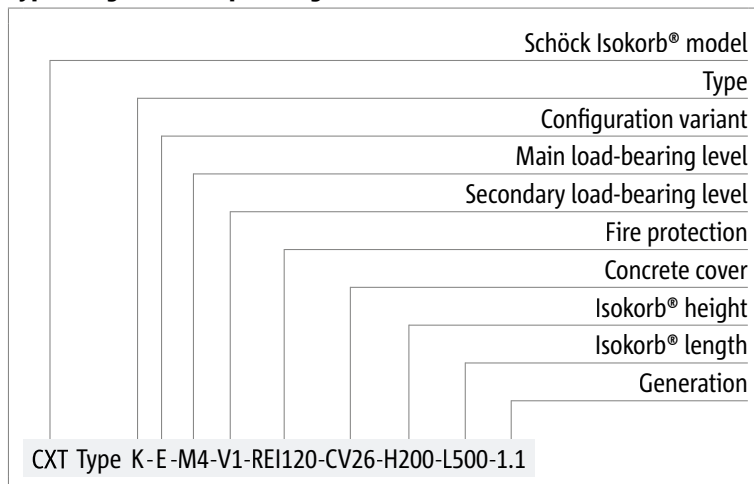 Schöck Isokorb® model
Type
Configuration variant
Main load-bearing level
Secondary load-bearing level
Fire protection
Concrete cover
Isokorb® height
Isokorb® length
Generation
CXT Type K-E-M4-V1-REI120-CV26-H200-L500-1.1